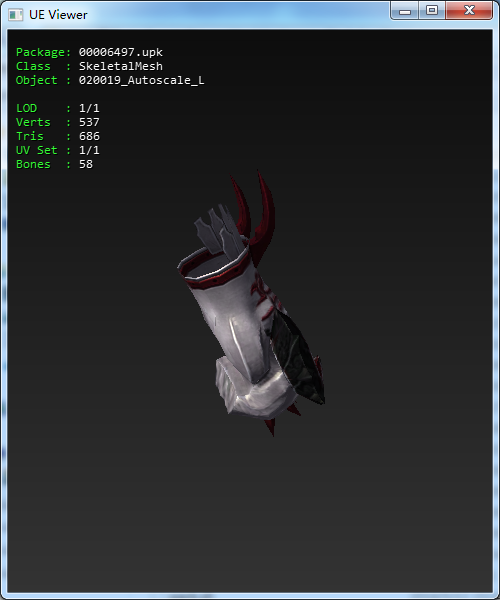 UE Viewer
Package: 00006497.upk
Class : SkeletalMesh
Object : 020019_Autoscale_L
LOD : 1/1
Verts : 537
Tris : 686
UV Set : 1/1
Bones : 58